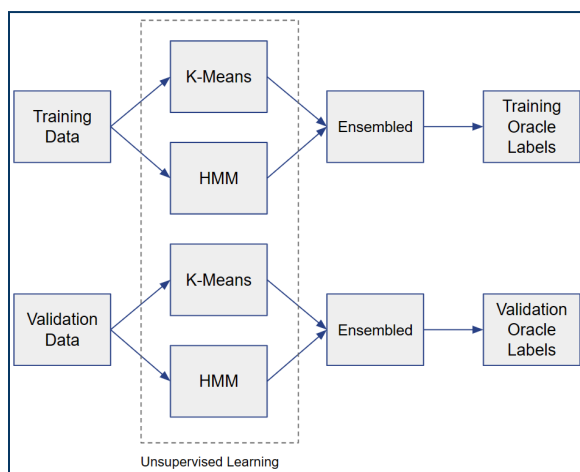 K-Means
Training
Data
HMM
Ensembled
Training
Oracle
Labels
K-Means
Validation
Data
HMM
Ensembled
Validation
Oracle
Labels
Unsupervised Learning